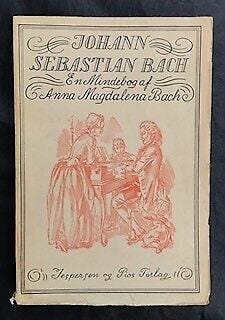 JOHANN
SEBASTIAN BACH
En Mindebog af
Anna Magdalena Bach
Jespersen og Pios Forlag